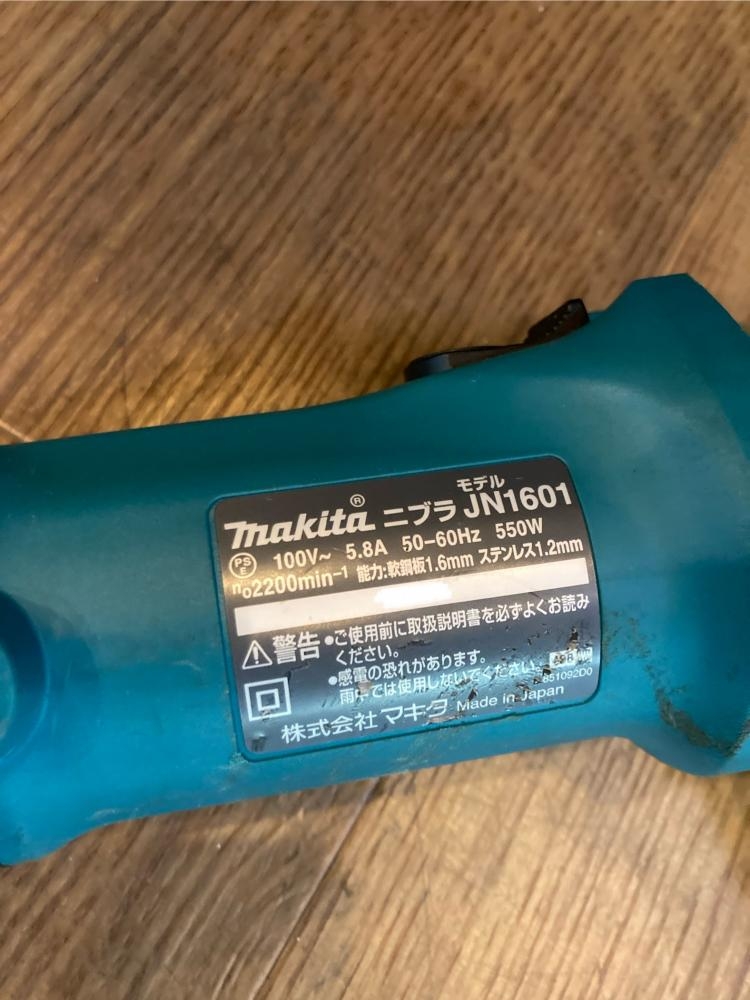 makita® ニブラ モデル JN1601
PS E 100V~ 5.8A 50-60Hz 550W
n₀2200min⁻¹ 能力:軟鋼板1.6mm ステンレス1.2mm
⚠警告 ●ご使用前に取扱説明書を必ずよくお読み
ください。
●感電の恐れがあります。
雨中では使用しないでください。
851092D0
株式会社 マキタ Made in Japan